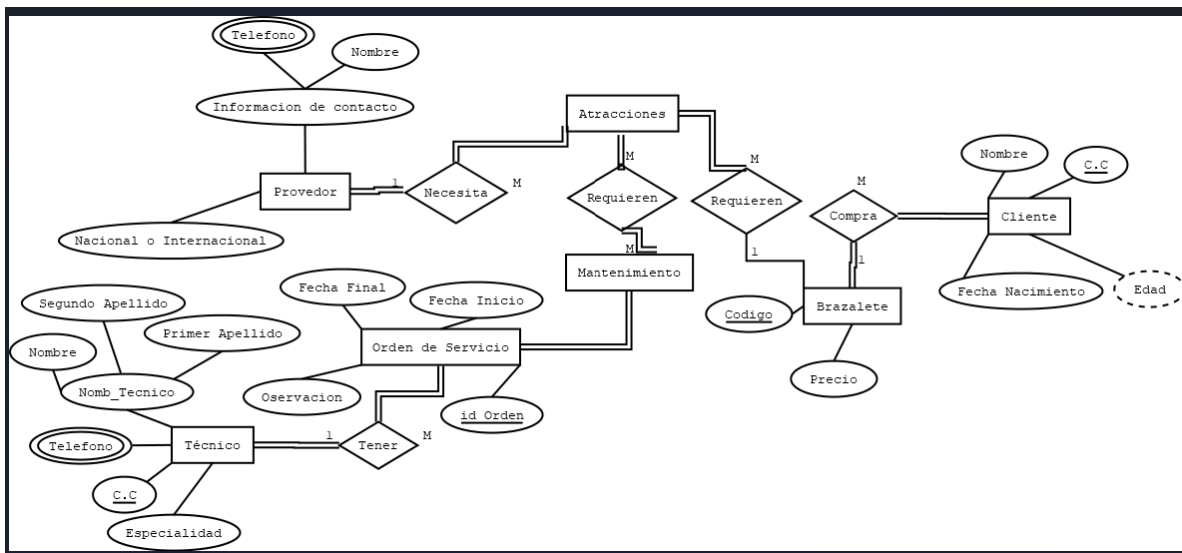 Telefono
Nombre
Informacion de contacto
Atracciones
M
M
Nombre
C.C
M
Provedor
1
Necesita
M
Requieren
Requieren
Compra
Cliente
Nacional o Internacional
M
1
1
Mantenimiento
Segundo Apellido
Fecha Final
Fecha Inicio
Fecha Nacimiento
Edad
Codigo
Brazalete
Primer Apellido
Nombre
Orden de Servicio
Nomb_Tecnico
Oservacion
Precio
id Orden
Telefono
Técnico
1
Tener
M
C.C
Especialidad